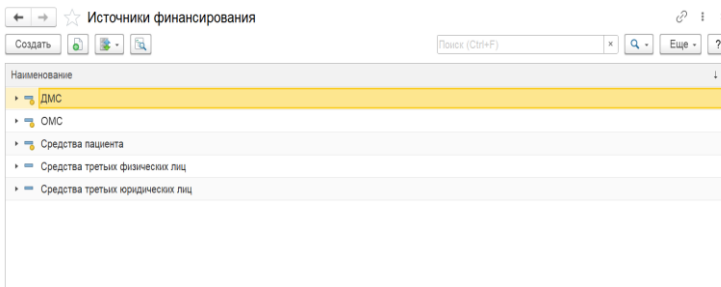 Источники финансирования
Создать Поиск (Ctrl+F) × Еще ?
Наименование ↓
ДМС
ОМС
Средства пациента
Средства третьих физических лиц
Средства третьих юридических лиц